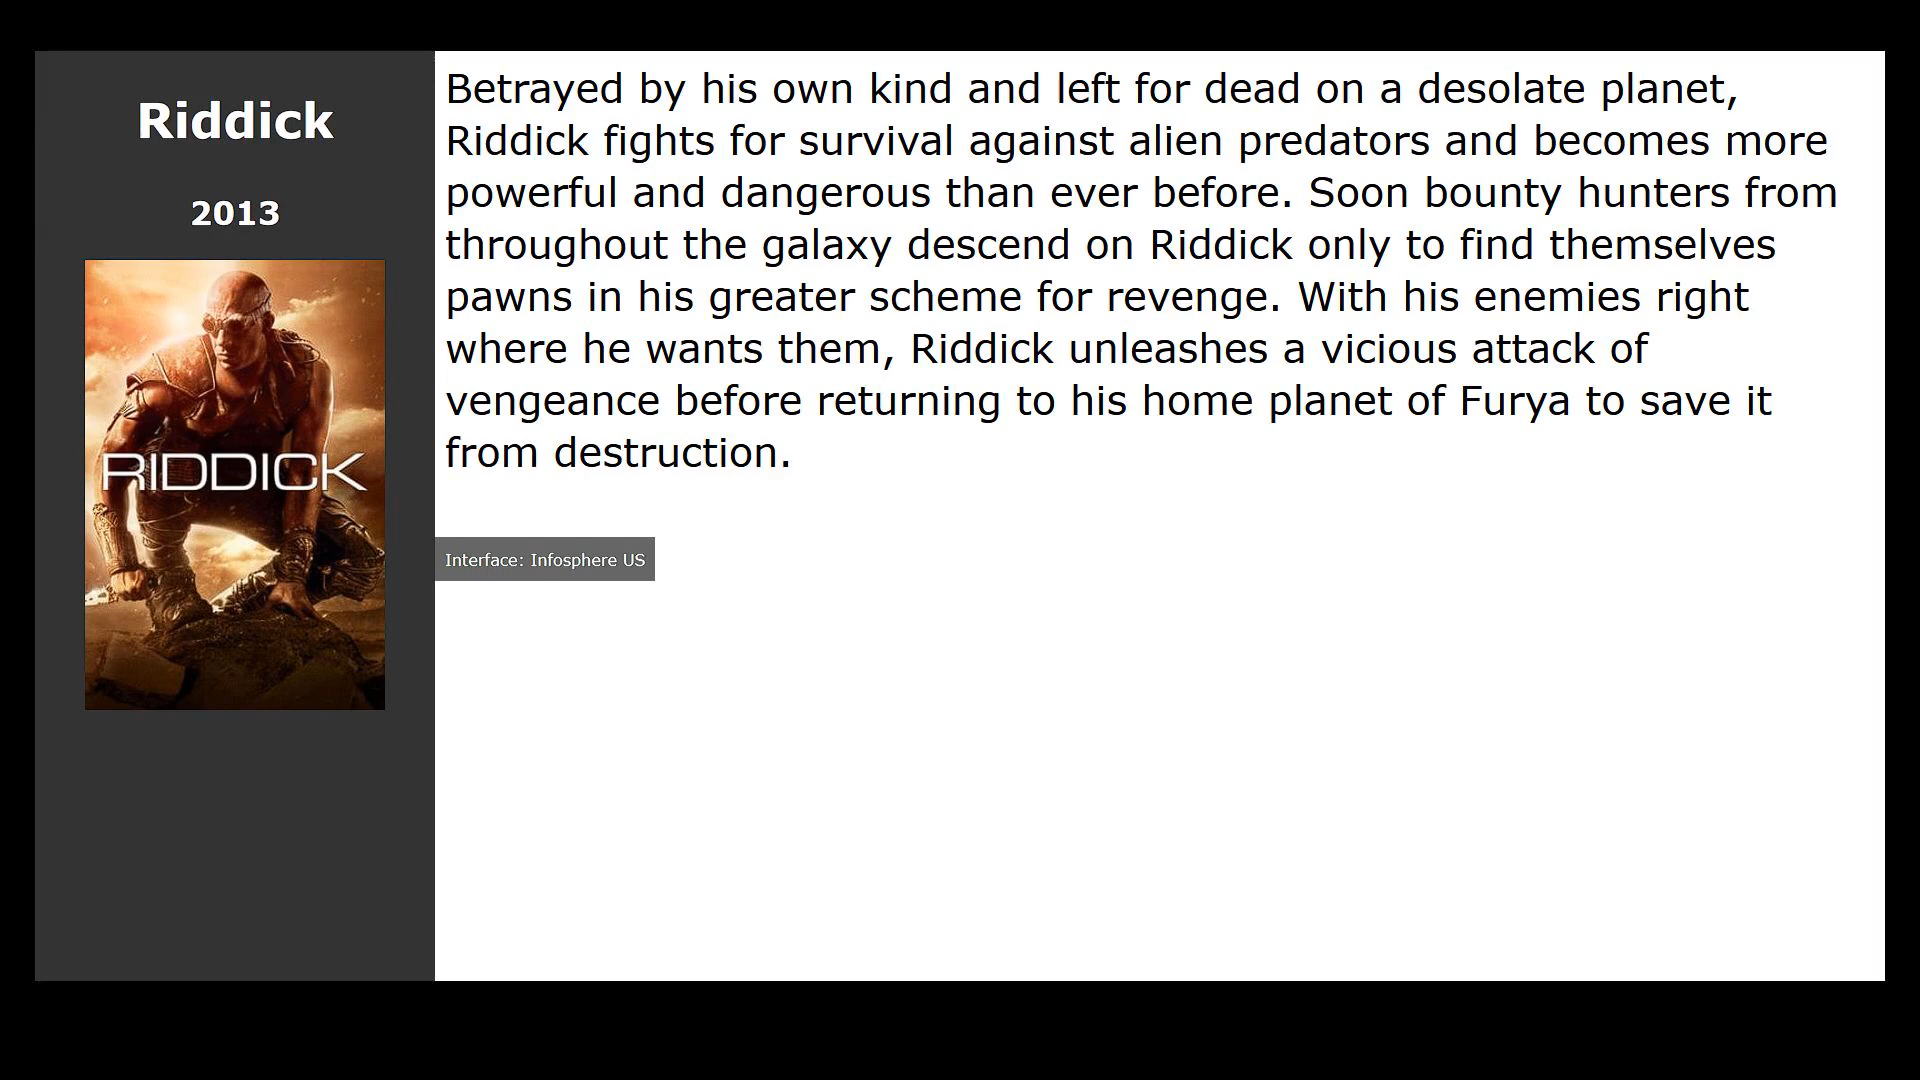 Riddick
2013
RIDDICK
Betrayed by his own kind and left for dead on a desolate planet,
Riddick fights for survival against alien predators and becomes more
powerful and dangerous than ever before. Soon bounty hunters from
throughout the galaxy descend on Riddick only to find themselves
pawns in his greater scheme for revenge. With his enemies right
where he wants them, Riddick unleashes a vicious attack of
vengeance before returning to his home planet of Furya to save it
from destruction.
Interface: Infosphere US